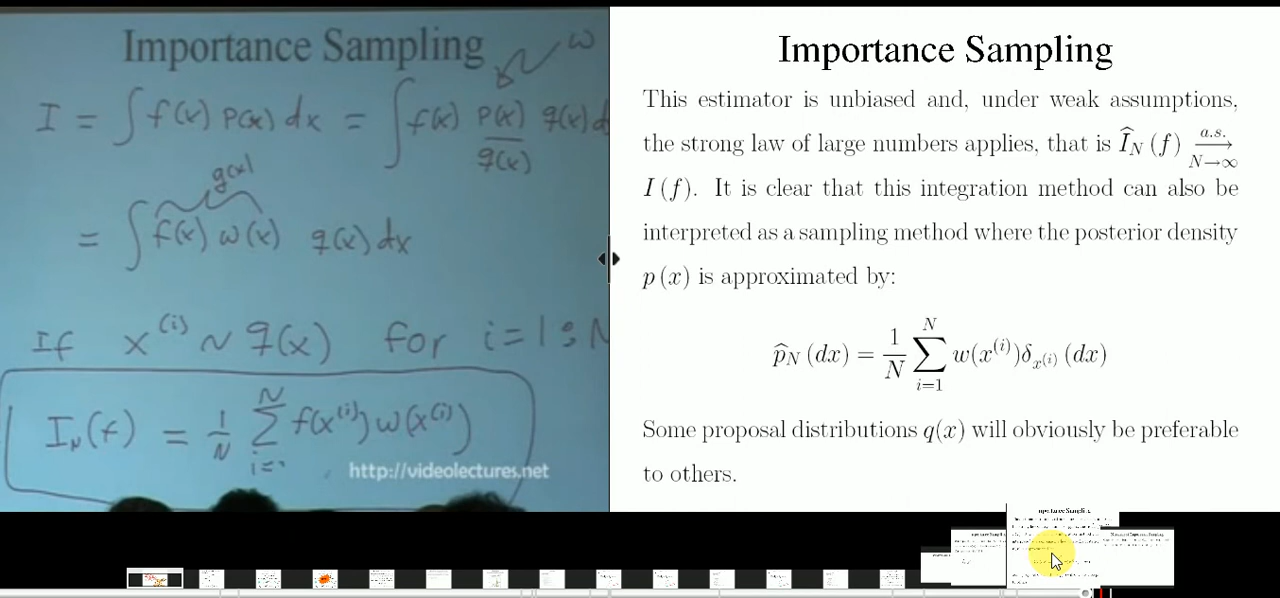 Importance Sampling
ω
I = ∫ f(x) p(x) dx = ∫ f(x) p(x)/q(x) q(x) d
g(x)
= ∫ f(x) ω(x) q(x) dx
If x^(i) ~ q(x) for i=1:N
I_N(f) = 1/N ∑_{i=1}^N f(x^(i)) w(x^(i))
http://videolectures.net
Importance Sampling
This estimator is unbiased and, under weak assumptions,
the strong law of large numbers applies, that is Î_N (f) a.s. ⟶ N→∞
I (f). It is clear that this integration method can also be
interpreted as a sampling method where the posterior density
p (x) is approximated by:
p̂_N (dx) = 1/N ∑_{i=1}^N w(x^(i))δ_{x^(i)} (dx)
Some proposal distributions q(x) will obviously be preferable
to others.